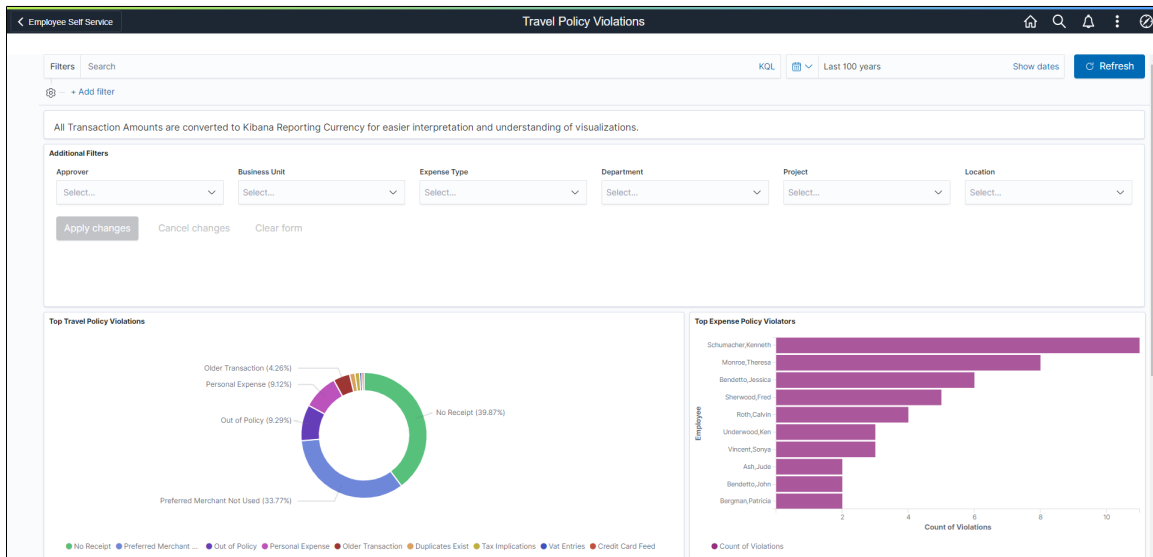 Employee Self Service
Travel Policy Violations
Filters Search KQL Last 100 years Show dates Refresh
+ Add filter
All Transaction Amounts are converted to Kibana Reporting Currency for easier interpretation and understanding of visualizations.
Additional Filters
Approver Business Unit Expense Type Department Project Location
Select... Select... Select... Select... Select... Select...
Apply changes Cancel changes Clear form
Top Travel Policy Violations
Older Transaction (4.26%)
Personal Expense (9.12%)
Out of Policy (9.29%)
No Receipt (39.87%)
Preferred Merchant Not Used (33.77%)
No Receipt Preferred Merchant ... Out of Policy Personal Expense Older Transaction Duplicates Exist Tax Implications Vat Entries Credit Card Feed
Top Expense Policy Violators
Employee
Schumacher,Kenneth
Monroe,Theresa
Bendetto,Jessica
Sherwood,Fred
Roth,Calvin
Underwood,Ken
Vincent,Sonya
Ash,Jude
Bendetto,John
Bergman,Patricia
2 4 6 8 10
Count of Violations
Count of Violations